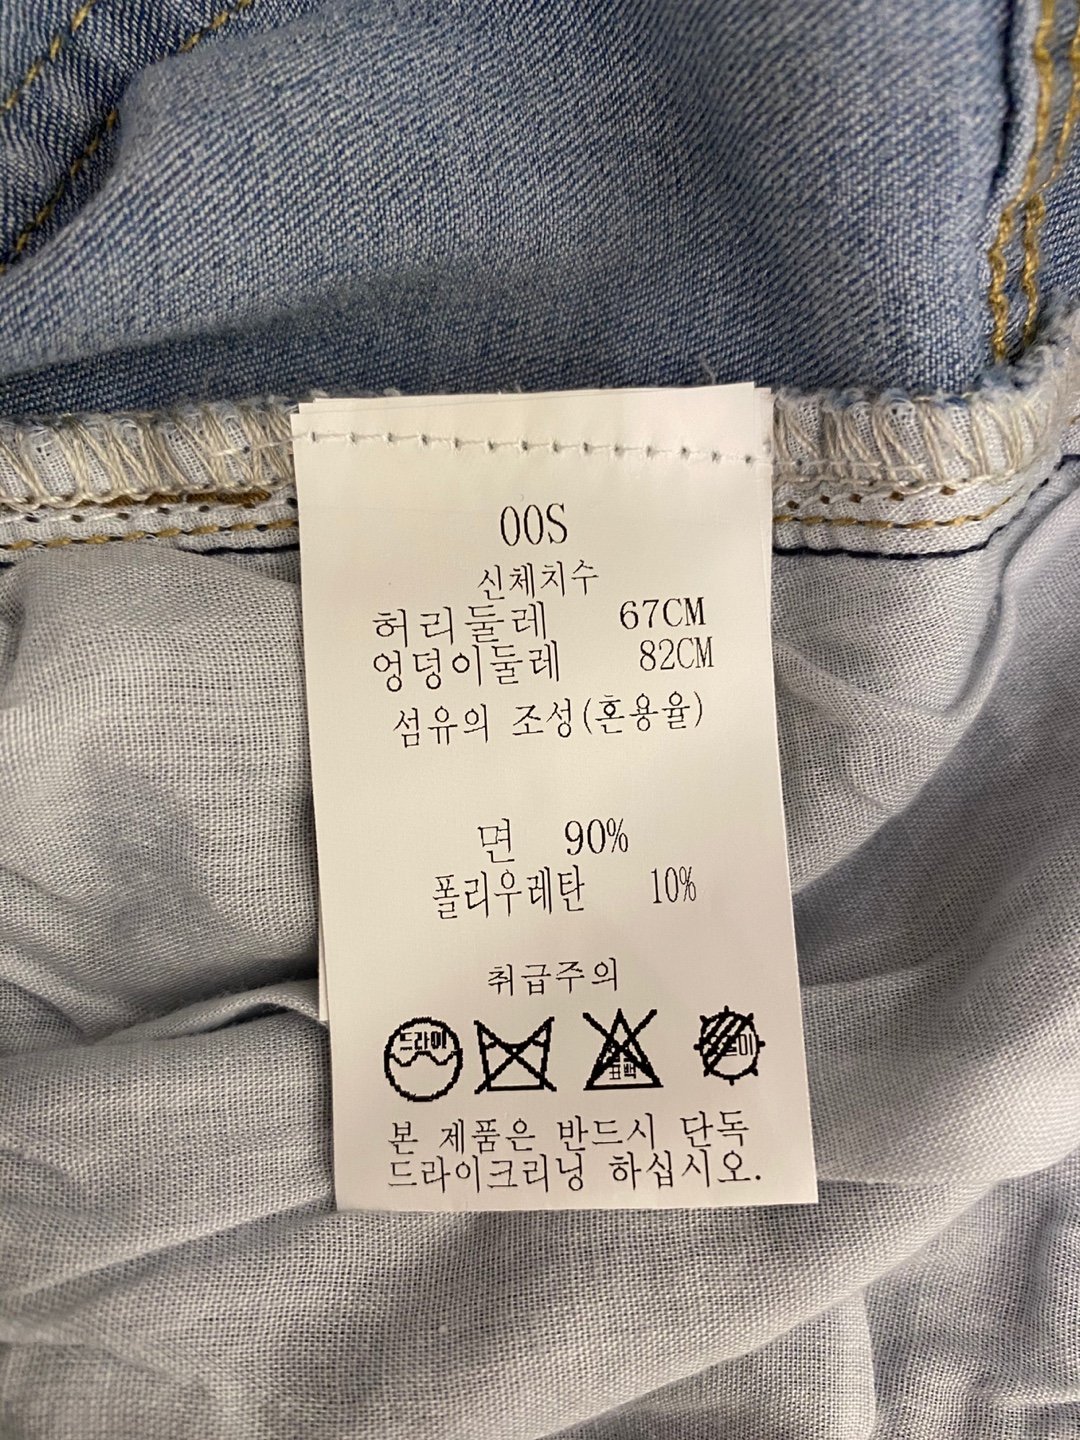 00S
신체치수
허리둘레 67CM
엉덩이둘레 82CM
섬유의 조성(혼용율)
면 90%
폴리우레탄 10%
취급주의
드라이
표백
본 제품은 반드시 단독
드라이크리닝 하십시오.